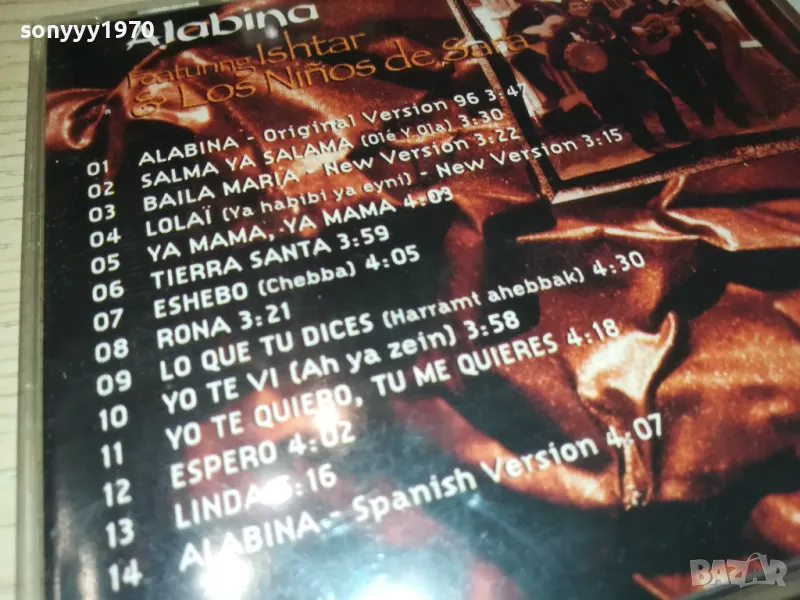 sonyyy1970
Alabina
Featuring Ishtar
& Los Niños de Sara
01 ALABINA - Original Version 96 3:47
02 SALMA YA SALAMA (Olé Y Ola) 3:30
03 BAILA MARIA - New Version 3:22
04 LOLAÏ (Ya habibi ya eyni) - New Version 3:15
05 YA MAMA, YA MAMA 4:03
06 TIERRA SANTA 3:59
07 ESHEBO (Chebba) 4:05
08 RONA 3:21
09 LO QUE TU DICES (Harramt ahebbak) 4:30
10 YO TE VI (Ah ya zein) 3:58
11 YO TE QUIERO, TU ME QUIERES 4:18
12 ESPERO 4:02
13 LINDA :16
14 ALABINA - Spanish Version 4:07
BAZAR